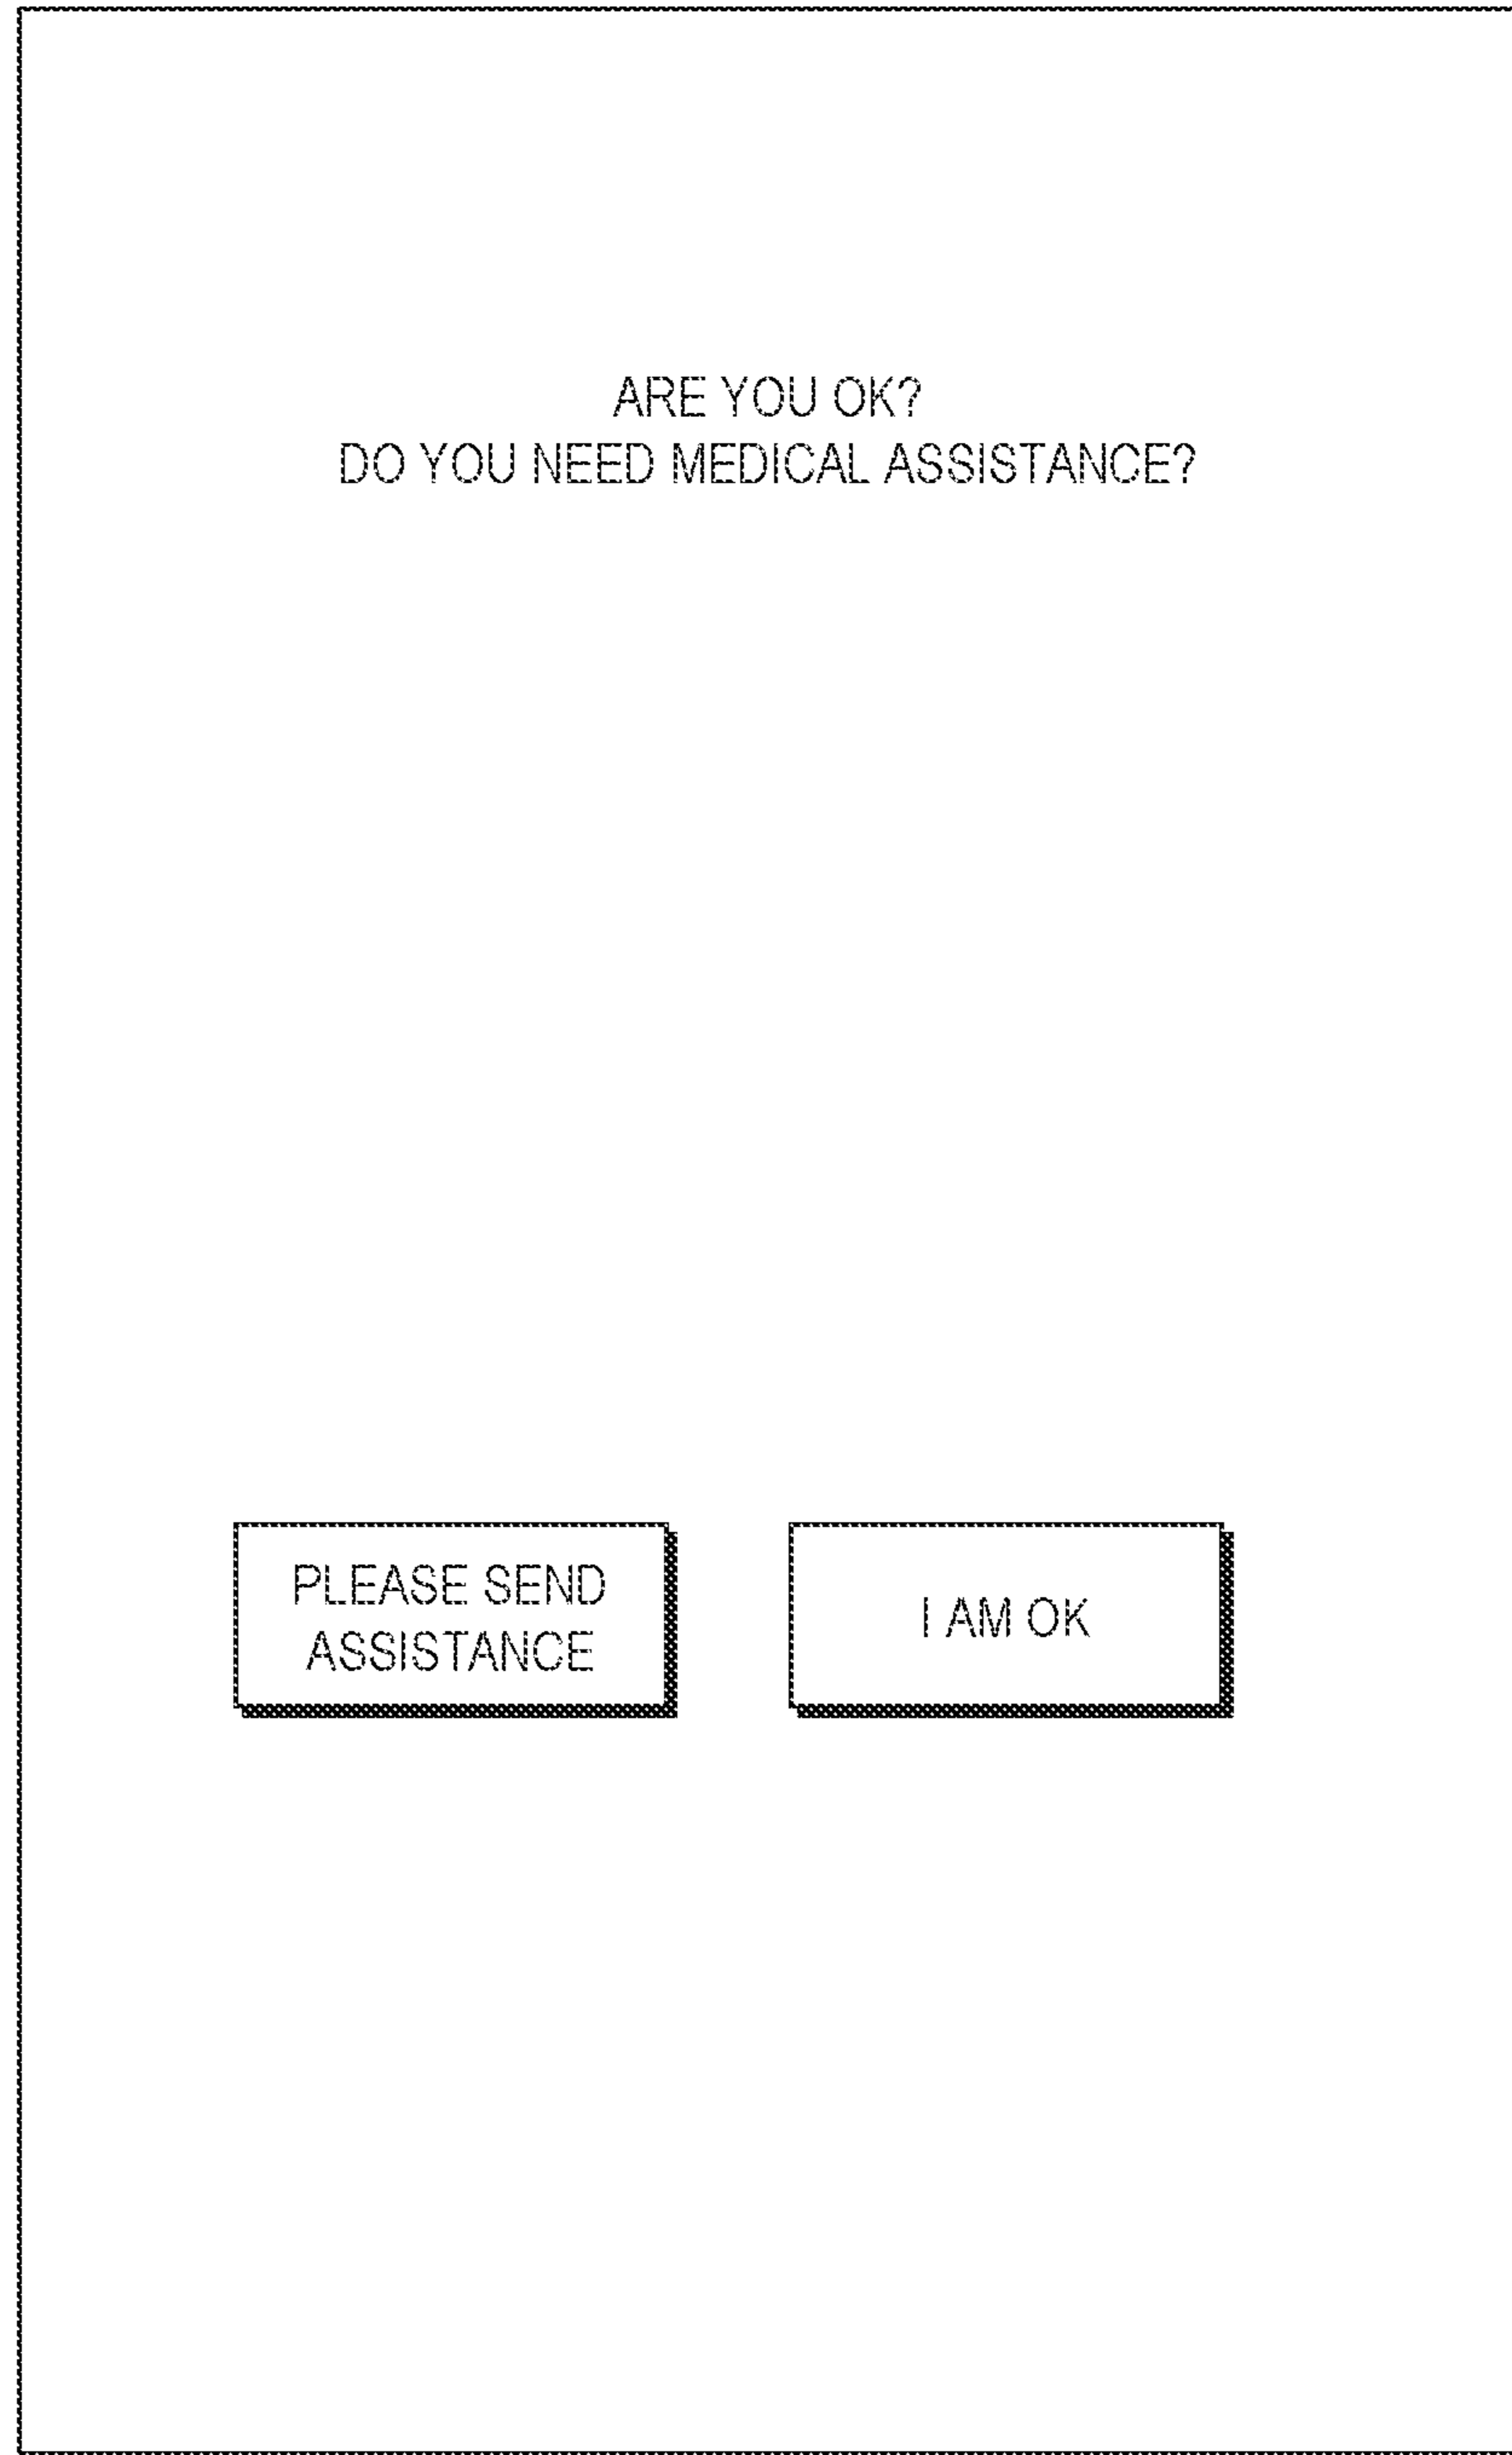 ARE YOU OK?
DO YOU NEED MEDICAL ASSISTANCE?
PLEASE SEND
ASSISTANCE
I AM OK